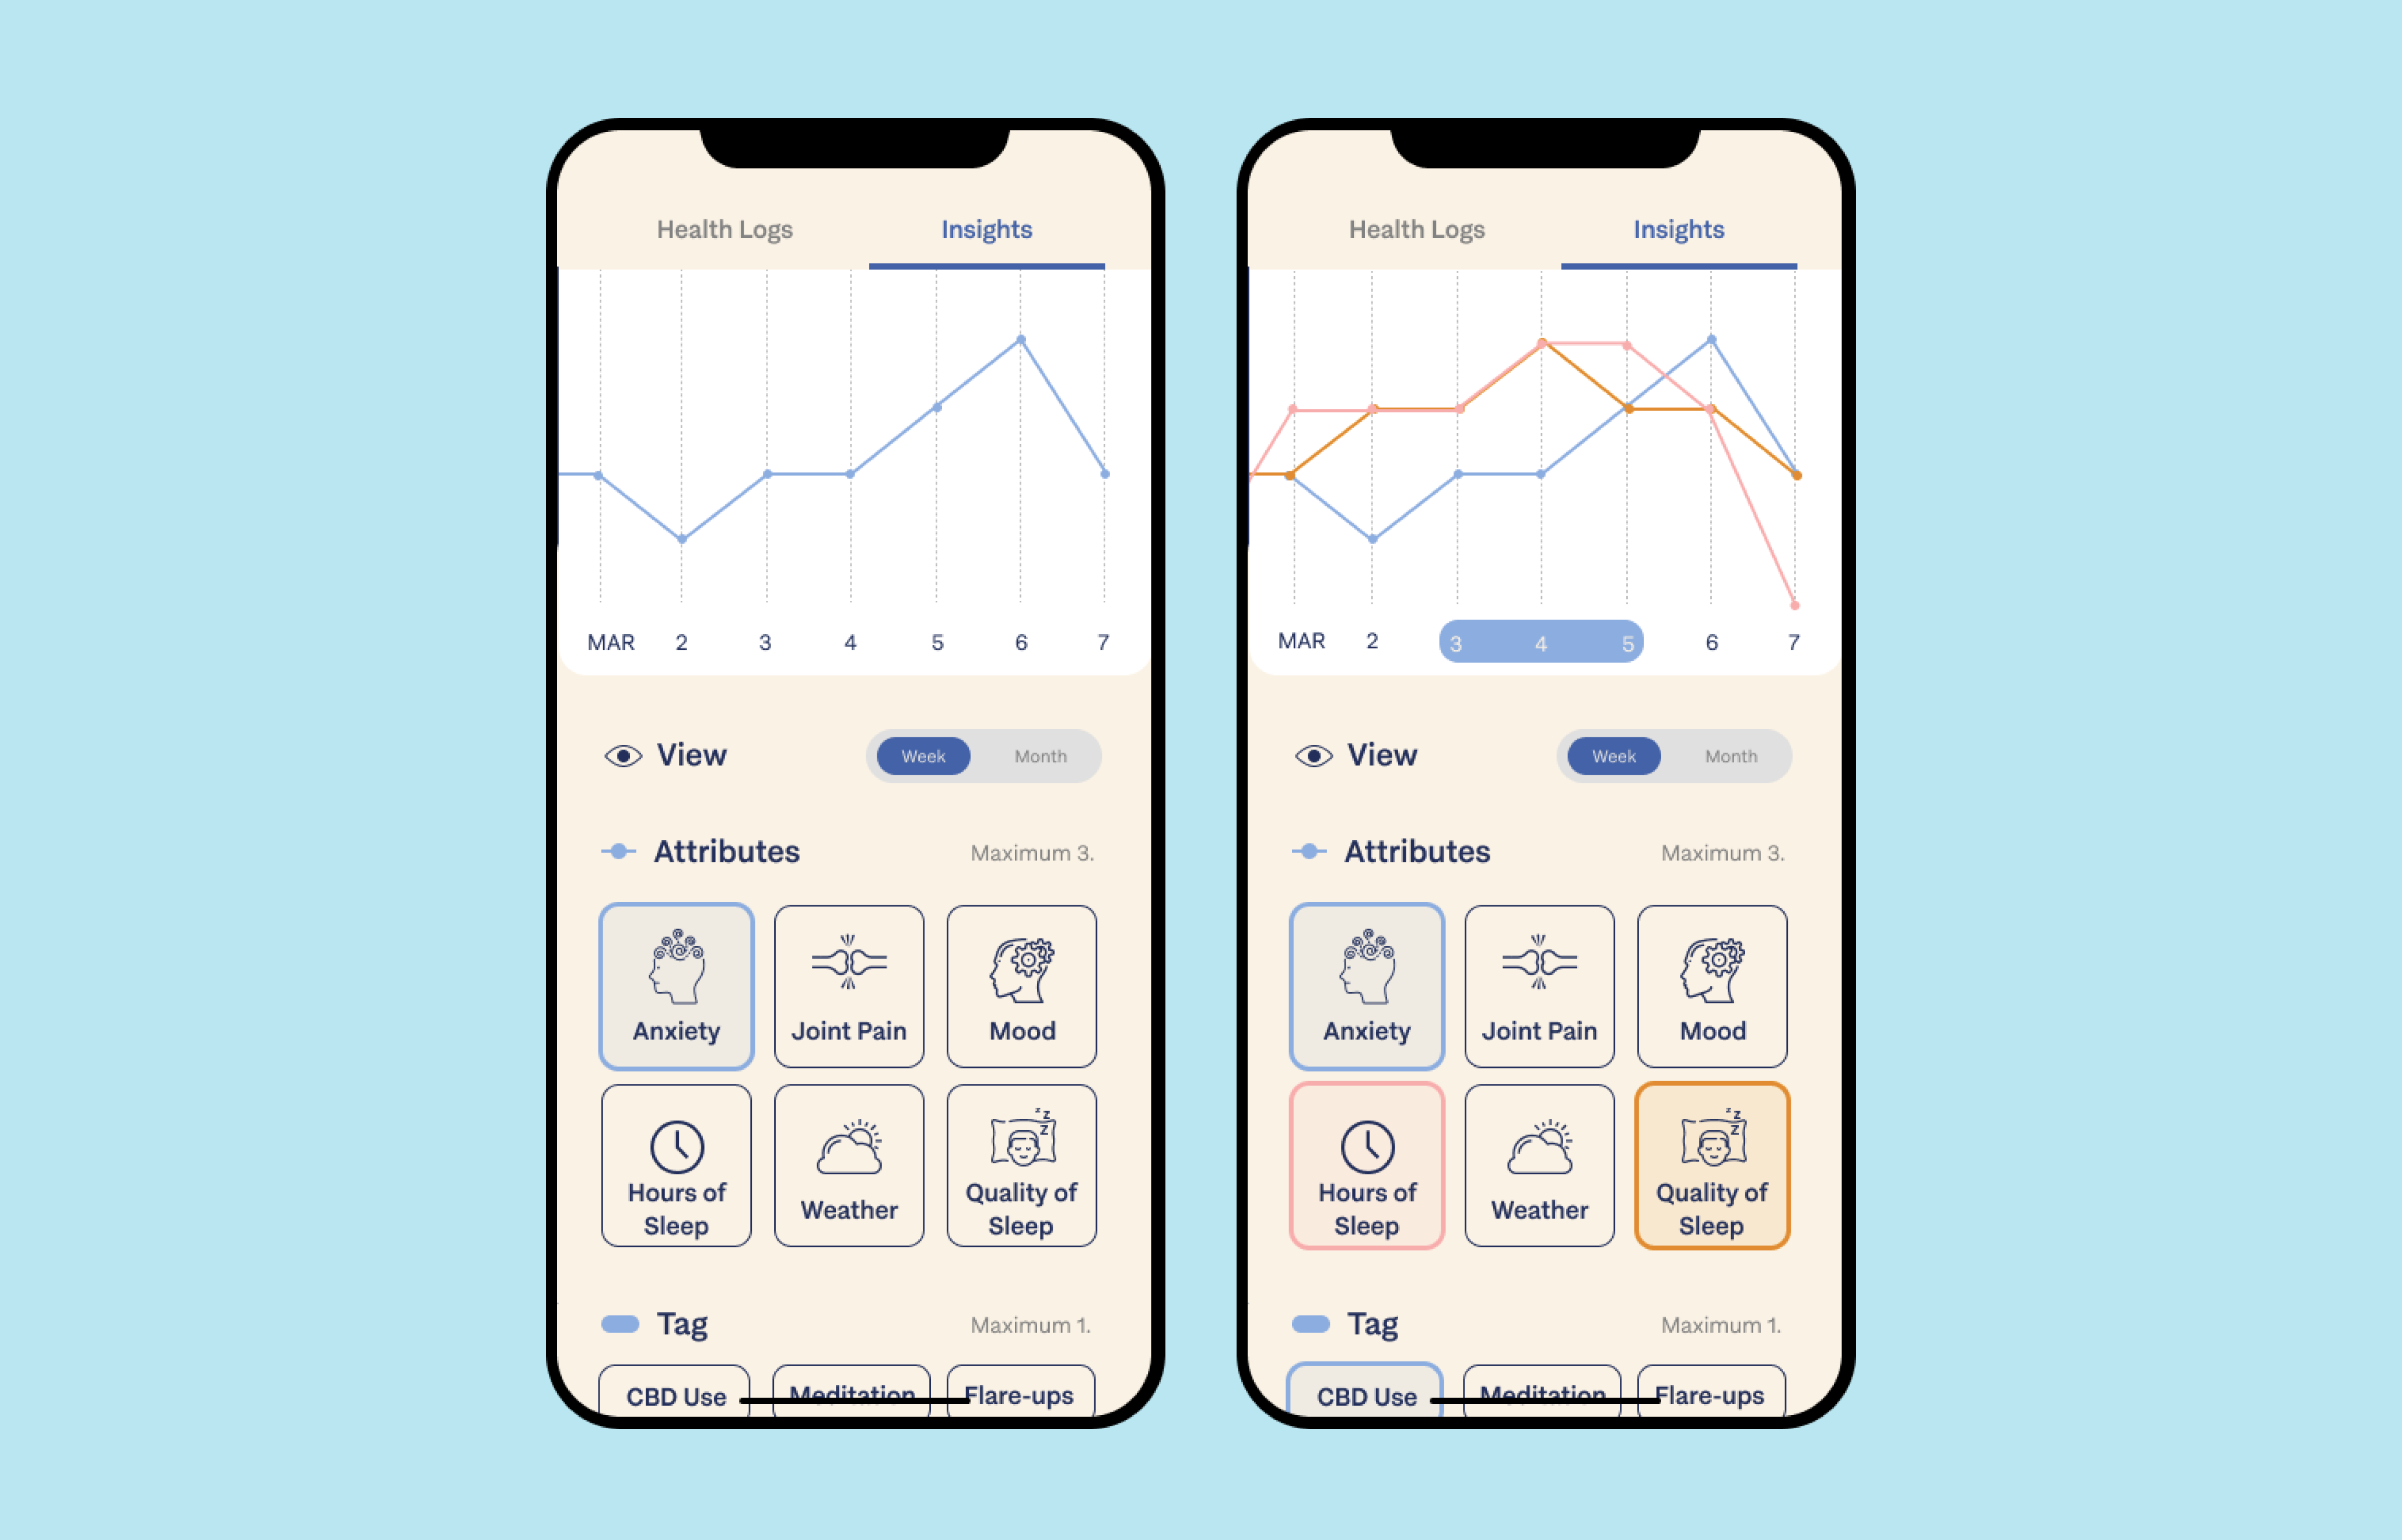 Health Logs Insights
MAR 2 3 4 5 6 7
View Week Month
Attributes Maximum 3.
Anxiety Joint Pain Mood
Hours of Sleep Weather z z z Quality of Sleep
Tag Maximum 1.
CBD Use Meditation Flare-ups
Health Logs Insights
MAR 2 3 4 5 6 7
View Week Month
Attributes Maximum 3.
Anxiety Joint Pain Mood
Hours of Sleep Weather z z z Quality of Sleep
Tag Maximum 1.
CBD Use Meditation Flare-ups